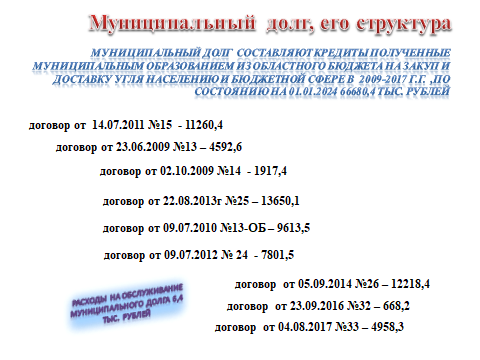 Муниципальный долг, его структура
МУНИЦИПАЛЬНЫЙ ДОЛГ СОСТАВЛЯЮТ КРЕДИТЫ ПОЛУЧЕННЫЕ
МУНИЦИПАЛЬНЫМ ОБРАЗОВАНИЕМ ИЗ ОБЛАСТНОГО БЮДЖЕТА НА ЗАКУП И
ДОСТАВКУ УГЛЯ НАСЕЛЕНИЮ И БЮДЖЕТНОЙ СФЕРЕ В 2009-2017 Г.Г. ,ПО
СОСТОЯНИЮ НА 01.01.2024 66680,4 ТЫС. РУБЛЕЙ
договор от 14.07.2011 №15 - 11260,4
договор от 23.06.2009 №13 – 4592,6
договор от 02.10.2009 №14 - 1917,4
договор от 22.08.2013г №25 – 13650,1
договор от 09.07.2010 №13-ОБ – 9613,5
договор от 09.07.2012 № 24 - 7801,5
договор от 05.09.2014 №26 – 12218,4
договор от 23.09.2016 №32 – 668,2
договор от 04.08.2017 №33 – 4958,3
РАСХОДЫ НА ОБСЛУЖИВАНИЕ
МУНИЦИПАЛЬНОГО ДОЛГА 6,4
ТЫС. РУБЛЕЙ